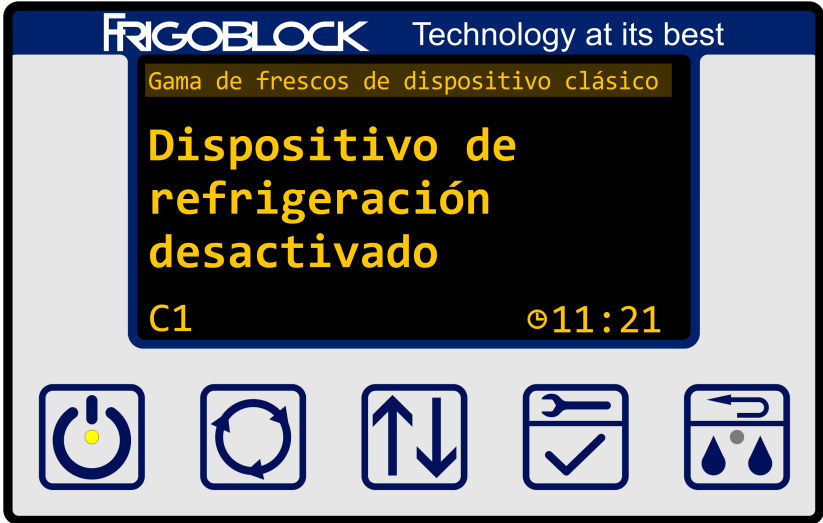 FRIGOBLOCK Technology at its best
Gama de frescos de dispositivo clásico
Dispositivo de
refrigeración
desactivado
C1 11:21